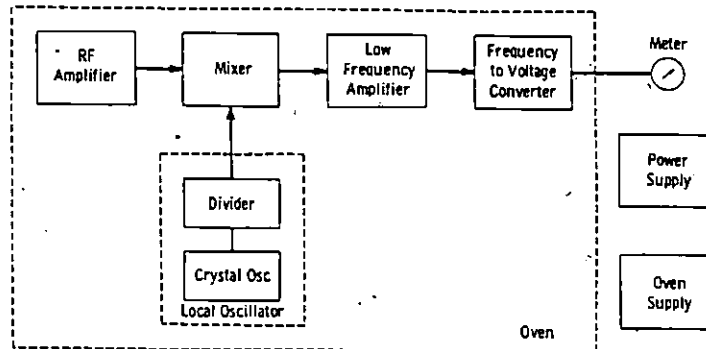 RF
Amplifier
Mixer
Low
Frequency
Amplifier
Frequency
to Voltage
Converter
Meter
Divider
Crystal Osc
Local Oscillator
Power
Supply
Oven
Supply
Oven